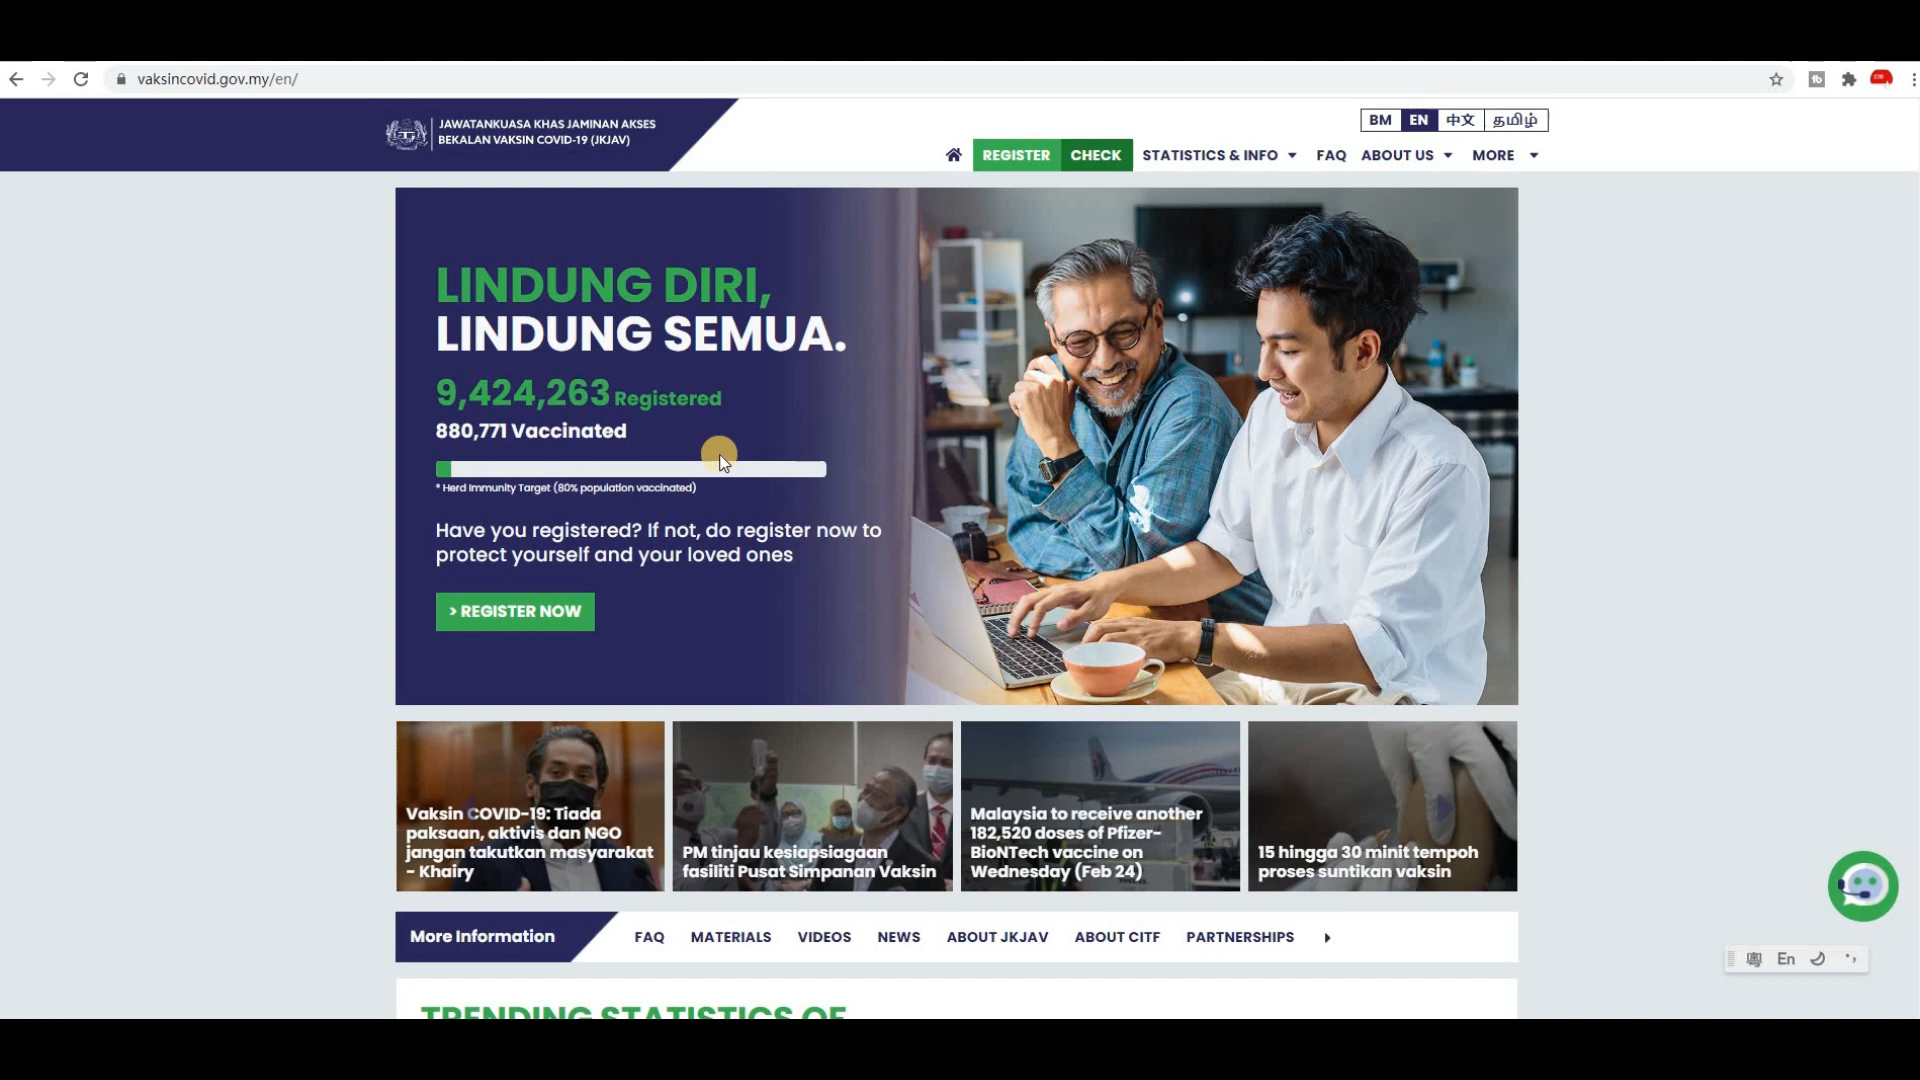 vaksincovid.gov.my/en/
JAWATANKUASA KHAS JAMINAN AKSES
BEKALAN VAKSIN COVID-19 (JKJAV)
BM EN 中文 தமிழ்
REGISTER CHECK STATISTICS & INFO FAQ ABOUT US MORE
LINDUNG DIRI,
LINDUNG SEMUA.
9,424,263 Registered
880,771 Vaccinated
* Herd Immunity Target (80% population vaccinated)
Have you registered? If not, do register now to
protect yourself and your loved ones
> REGISTER NOW
Vaksin COVID-19: Tiada
paksaan, aktivis dan NGO
jangan takutkan masyarakat
- Khairy
PM tinjau kesiapsiagaan
fasiliti Pusat Simpanan Vaksin
Malaysia to receive another
182,520 doses of Pfizer-
BioNTech vaccine on
Wednesday (Feb 24)
15 hingga 30 minit tempoh
proses suntikan vaksin
More Information FAQ MATERIALS VIDEOS NEWS ABOUT JKJAV ABOUT CITF PARTNERSHIPS
En
TRENDING STATISTICS OF